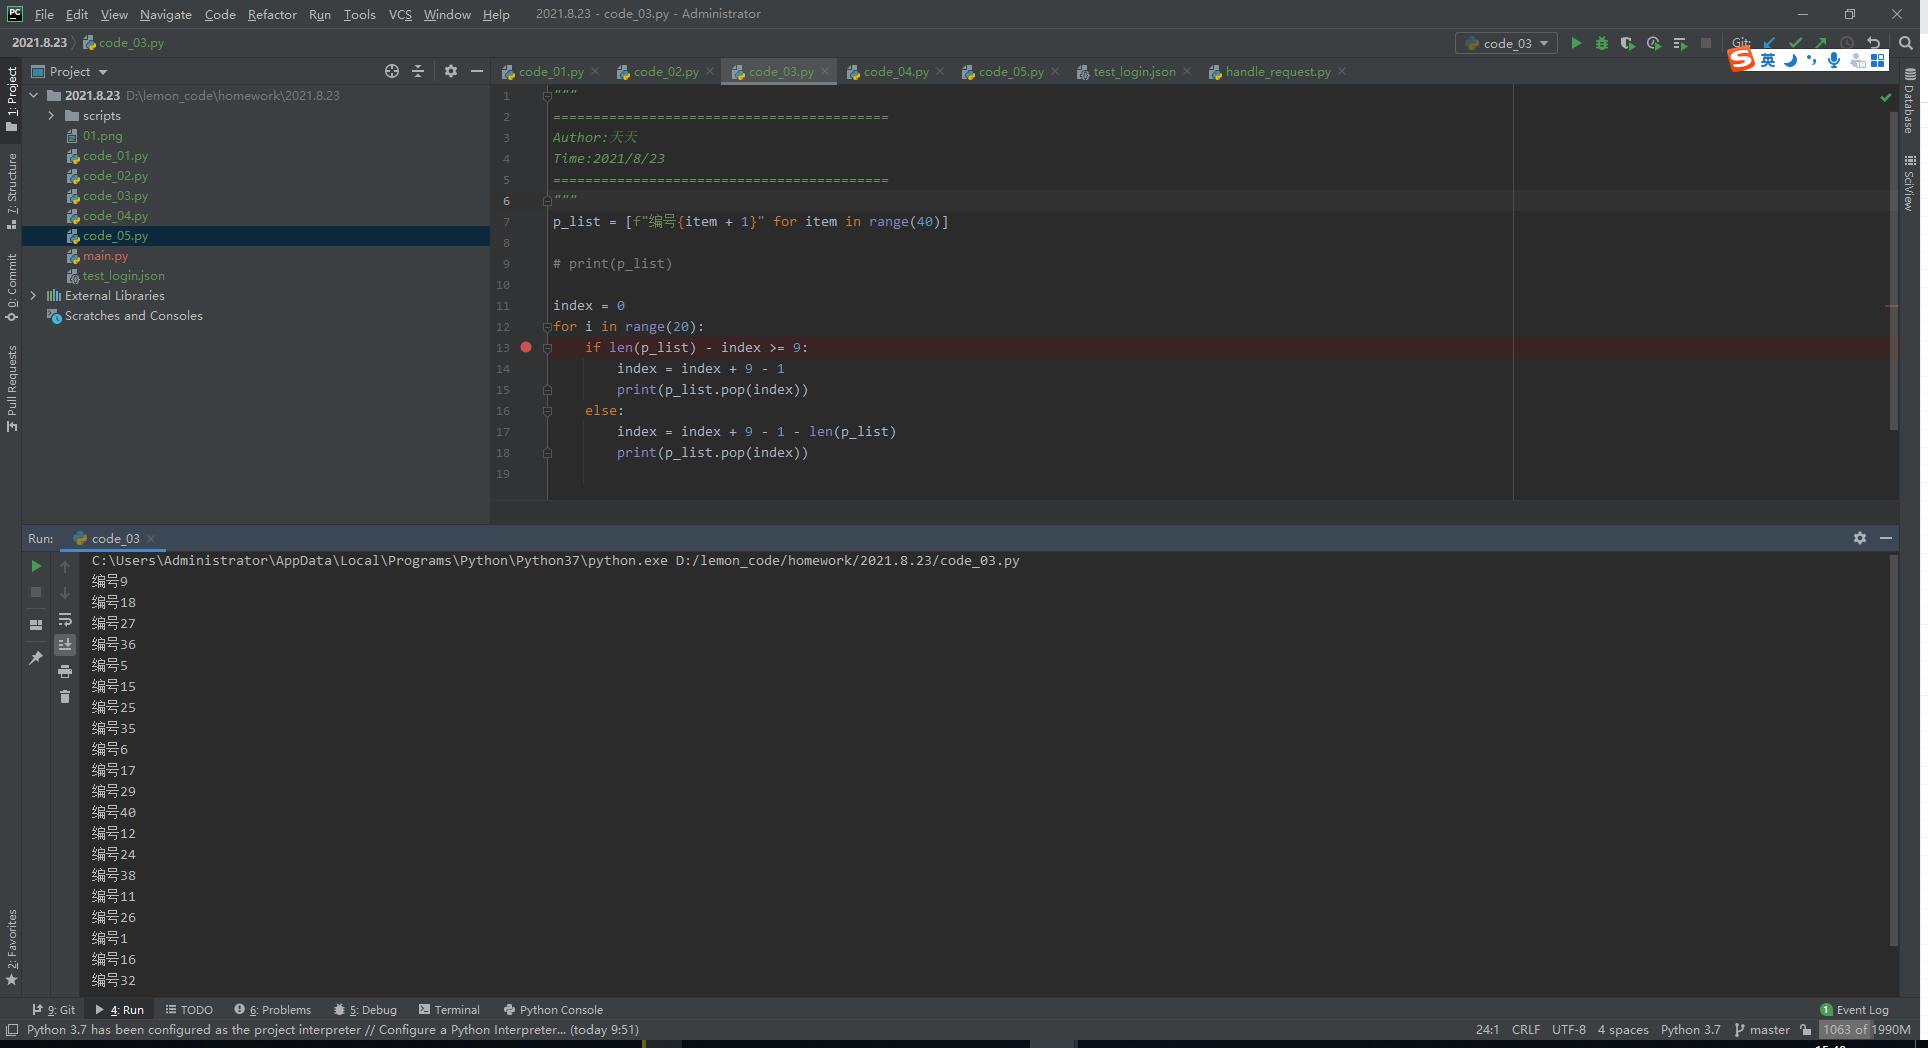 File Edit View Navigate Code Refactor Run Tools VCS Window Help 2021.8.23 - code_03.py - Administrator
2021.8.23 code_03.py
code_03
Git:
英
Project
code_01.py code_02.py code_03.py code_04.py code_05.py test_login.json handle_request.py
2021.8.23 D:\lemon_code\homework\2021.8.23
scripts
01.png
code_01.py
code_02.py
code_03.py
code_04.py
code_05.py
main.py
test_login.json
External Libraries
Scratches and Consoles
1: Project
7: Structure
0: Commit
Pull Requests
2: Favorites
Database
SciView
1 """
2 ==========================================
3 Author:天天
4 Time:2021/8/23
5 ==========================================
6 """
7 p_list = [f"编号{item + 1}" for item in range(40)]
8
9 # print(p_list)
10
11 index = 0
12 for i in range(20):
13 if len(p_list) - index >= 9:
14 index = index + 9 - 1
15 print(p_list.pop(index))
16 else:
17 index = index + 9 - 1 - len(p_list)
18 print(p_list.pop(index))
19
Run: code_03
C:\Users\Administrator\AppData\Local\Programs\Python\Python37\python.exe D:/lemon_code/homework/2021.8.23/code_03.py
编号9
编号18
编号27
编号36
编号5
编号15
编号25
编号35
编号6
编号17
编号29
编号40
编号12
编号24
编号38
编号11
编号26
编号1
编号16
编号32
9: Git 4: Run TODO 6: Problems 5: Debug Terminal Python Console 1 Event Log
Python 3.7 has been configured as the project interpreter // Configure a Python Interpreter... (today 9:51) 24:1 CRLF UTF-8 4 spaces Python 3.7 master 1063 of 1990M